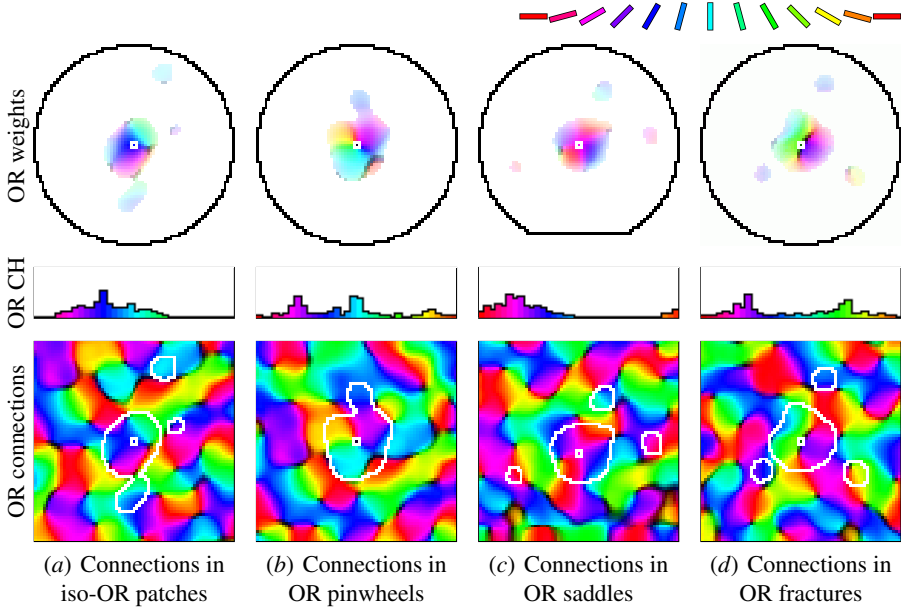 OR weights
OR CH
OR connections
(a) Connections in
iso-OR patches
(b) Connections in
OR pinwheels
(c) Connections in
OR saddles
(d) Connections in
OR fractures